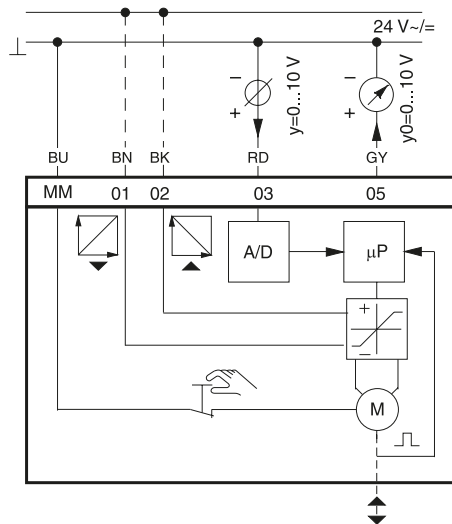 24 V~/=
⊥
− −
+ +
y=0...10 V
y0=0...10 V
BU BN BK RD GY
MM 01 02 03 05
A/D µP
+
−
M